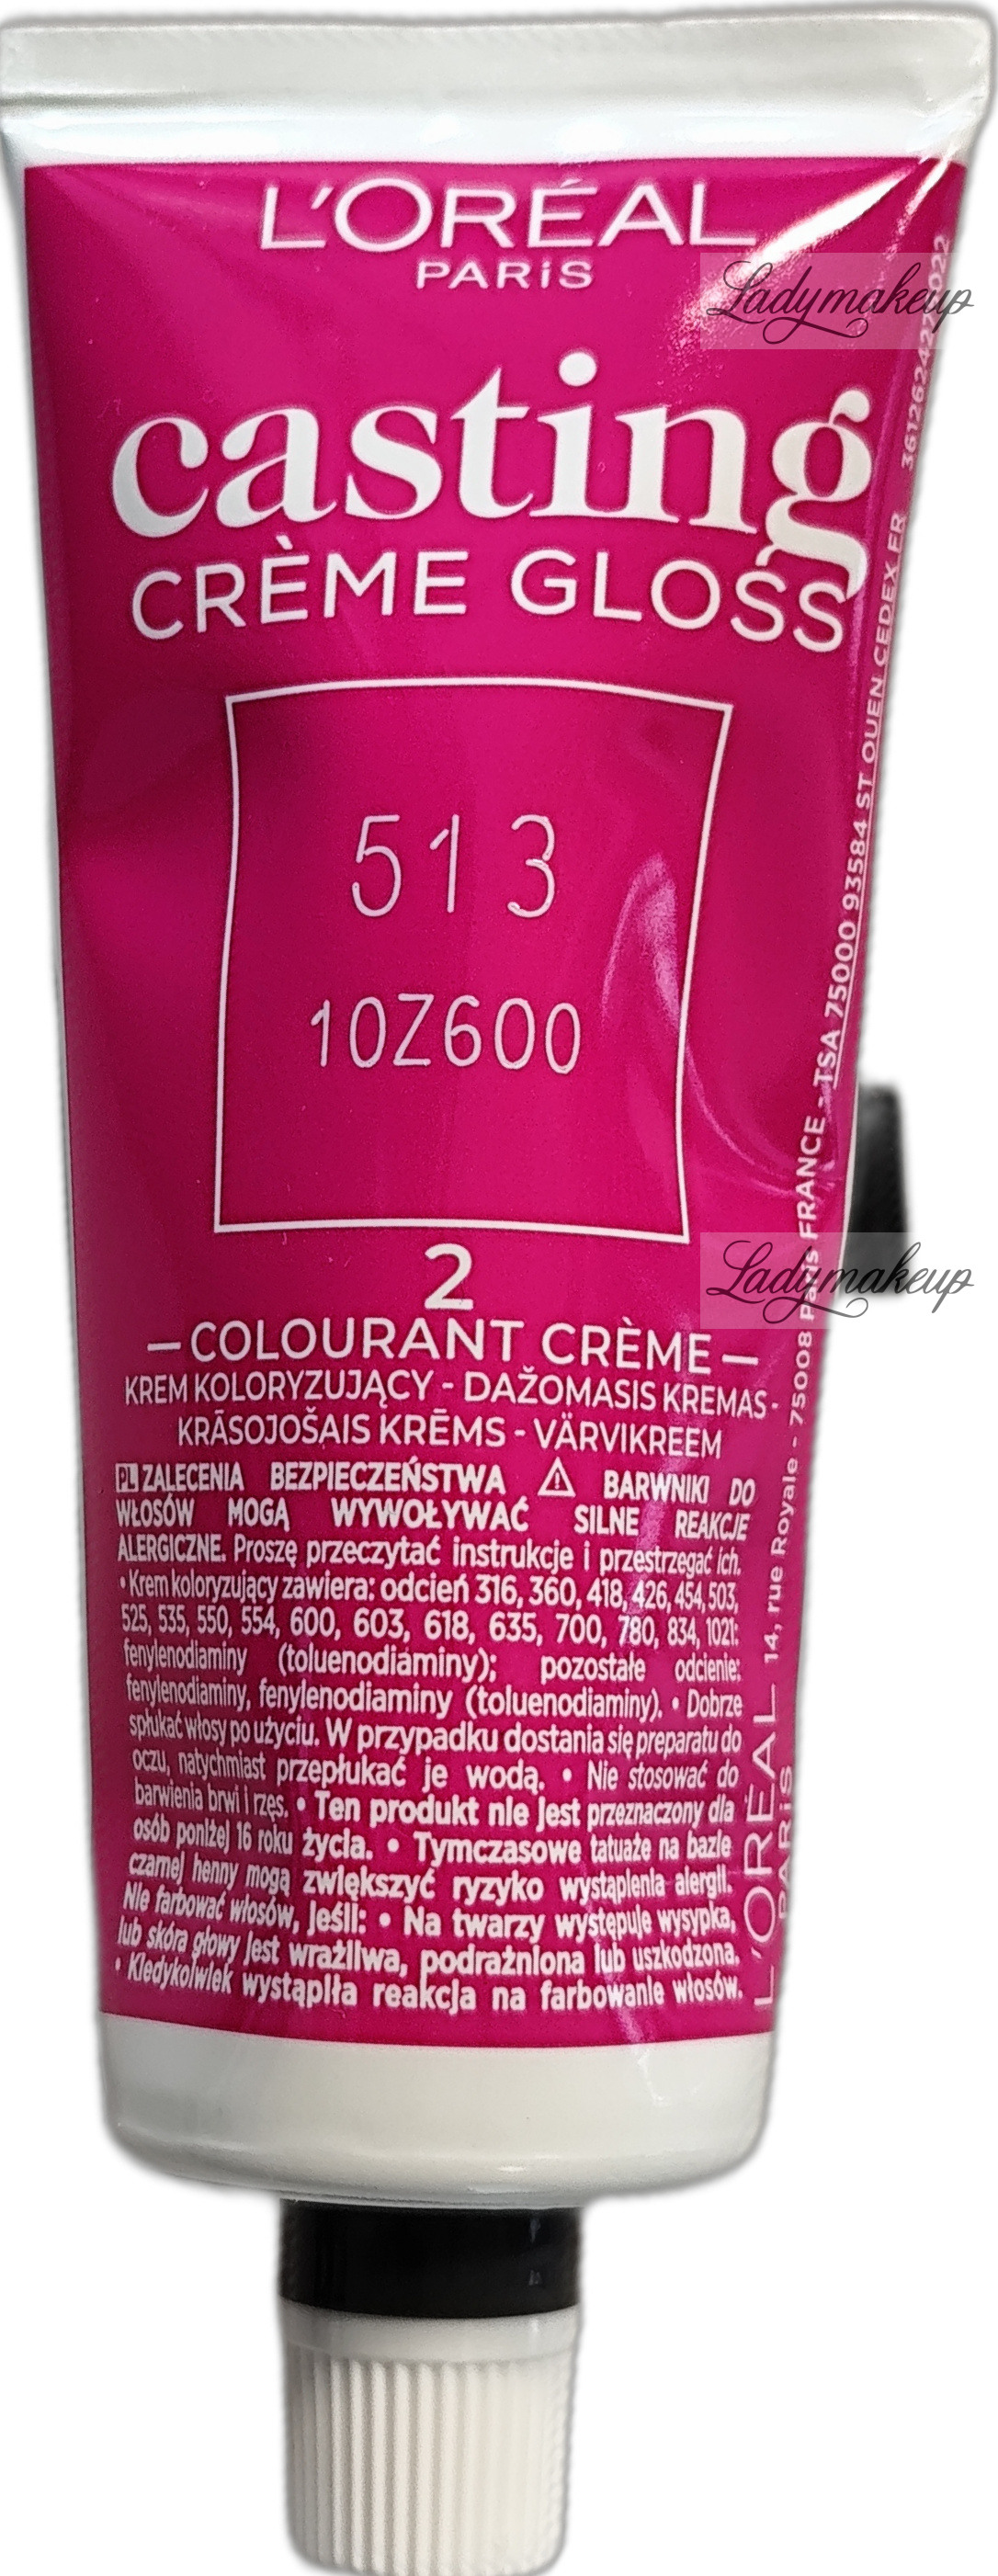 L'ORÉAL
PARiS
Ladymakeup
casting
CRÈME GLOSS
513
10Z600
2
—COLOURANT CRÈME—
KREM KOLORYZUJĄCY - DAŽOMASIS KREMAS -
KRĀSOJOŠAIS KRĒMS - VÄRVIKREEM
PL ZALECENIA BEZPIECZEŃSTWA ⚠ BARWNIKI DO
WŁOSÓW MOGĄ WYWOŁYWAĆ SILNE REAKCJE
ALERGICZNE. Proszę przeczytać instrukcje i przestrzegać ich.
• Krem koloryzujący zawiera: odcień 316, 360, 418, 426, 454, 503,
525, 535, 550, 554, 600, 603, 618, 635, 700, 780, 834, 1021:
fenylenodiaminy (toluenodiaminy); pozostałe odcienie:
fenylenodiaminy, fenylenodiaminy (toluenodiaminy). • Dobrze
spłukać włosy po użyciu. W przypadku dostania się preparatu do
oczu, natychmiast przepłukać je wodą. • Nie stosować do
barwienia brwi i rzęs. • Ten produkt nie jest przeznaczony dla
osób poniżej 16 roku życia. • Tymczasowe tatuaże na bazie
czarnej henny mogą zwiększyć ryzyko wystąpienia alergii.
Nie farbować włosów, jeśli: • Na twarzy występuje wysypka,
lub skóra głowy jest wrażliwa, podrażniona lub uszkodzona.
• Kiedykolwiek wystąpiła reakcja na farbowanie włosów.
L'ORÉAL
PARiS
14, rue Royale - 75008 PARIS FRANCE - TSA 75000 93584 ST OUEN CEDEX FR
Ladymakeup